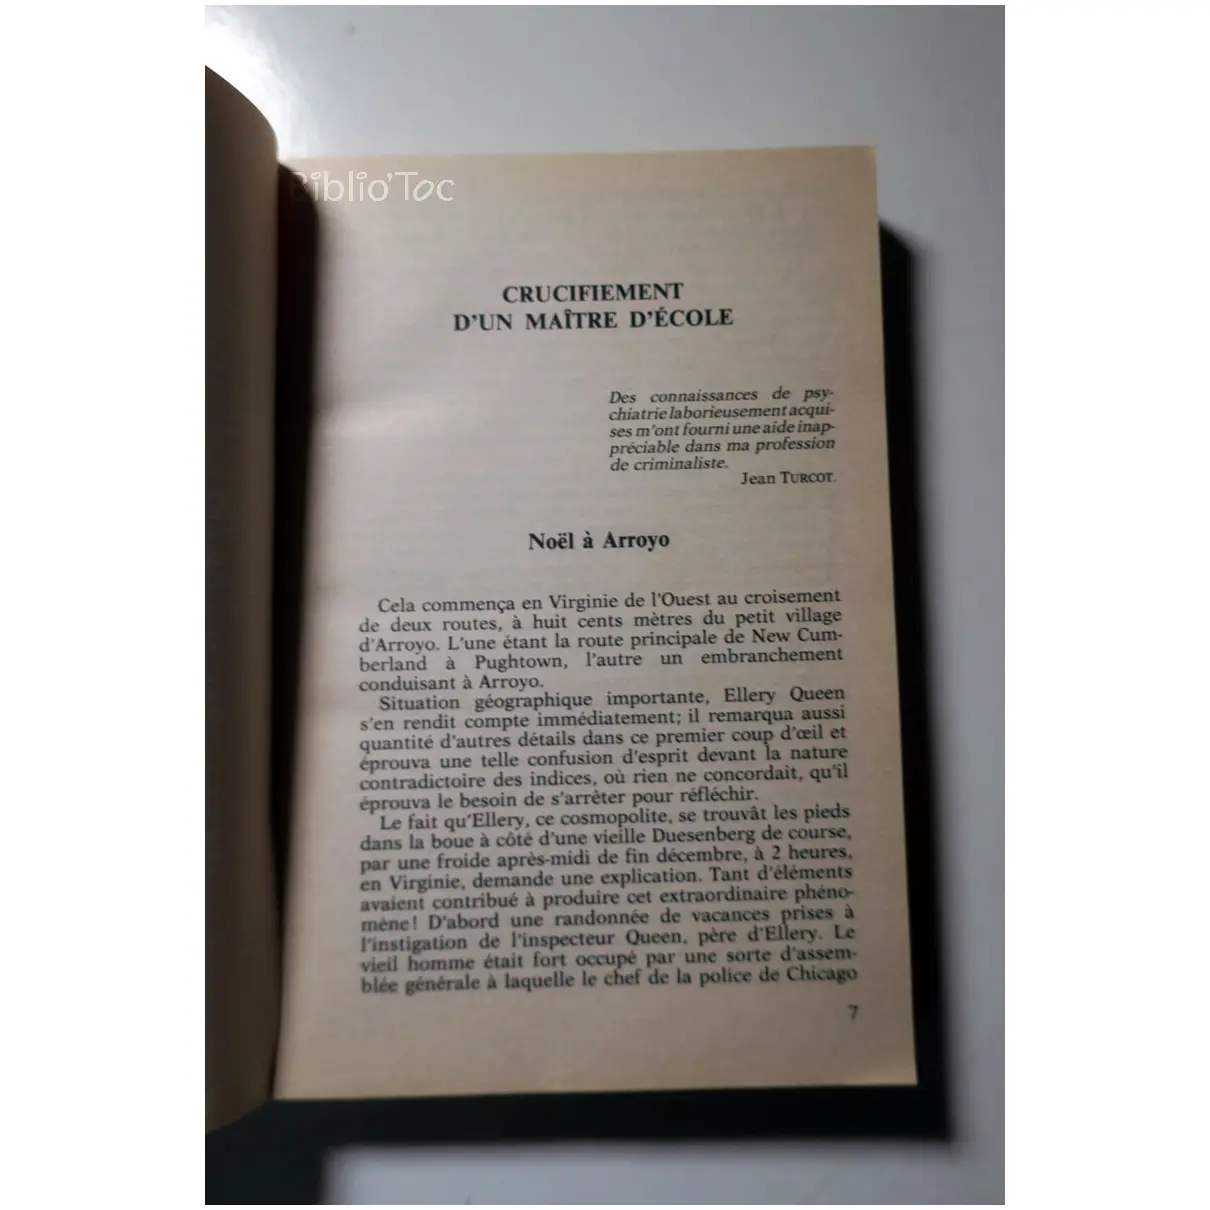 Biblio'Toc
CRUCIFIEMENT
D'UN MAÎTRE D'ÉCOLE
Des connaissances de psy-
chiatrie laborieusement acqui-
ses m'ont fourni une aide inap-
préciable dans ma profession
de criminaliste.
Jean TURCOT.
Noël à Arroyo
Cela commença en Virginie de l'Ouest au croisement
de deux routes, à huit cents mètres du petit village
d'Arroyo. L'une étant la route principale de New Cum-
berland à Pughtown, l'autre un embranchement
conduisant à Arroyo.
Situation géographique importante, Ellery Queen
s'en rendit compte immédiatement; il remarqua aussi
quantité d'autres détails dans ce premier coup d'œil et
éprouva une telle confusion d'esprit devant la nature
contradictoire des indices, où rien ne concordait, qu'il
éprouva le besoin de s'arrêter pour réfléchir.
Le fait qu'Ellery, ce cosmopolite, se trouvât les pieds
dans la boue à côté d'une vieille Duesenberg de course,
par une froide après-midi de fin décembre, à 2 heures,
en Virginie, demande une explication. Tant d'éléments
avaient contribué à produire cet extraordinaire phéno-
mène! D'abord une randonnée de vacances prises à
l'instigation de l'inspecteur Queen, père d'Ellery. Le
vieil homme était fort occupé par une sorte d'assem-
blée générale à laquelle le chef de la police de Chicago
7